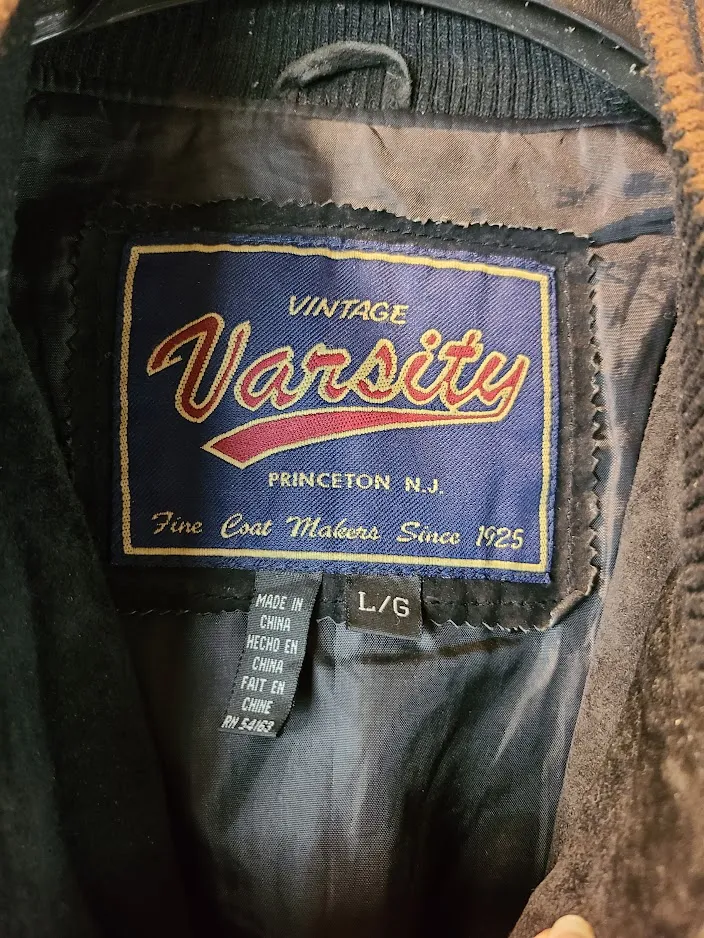 VINTAGE
Varsity
PRINCETON N.J.
Fine Coat Makers Since 1925
L/G
MADE IN
CHINA
HECHO EN
CHINA
FAIT EN
CHINE
RN 54163